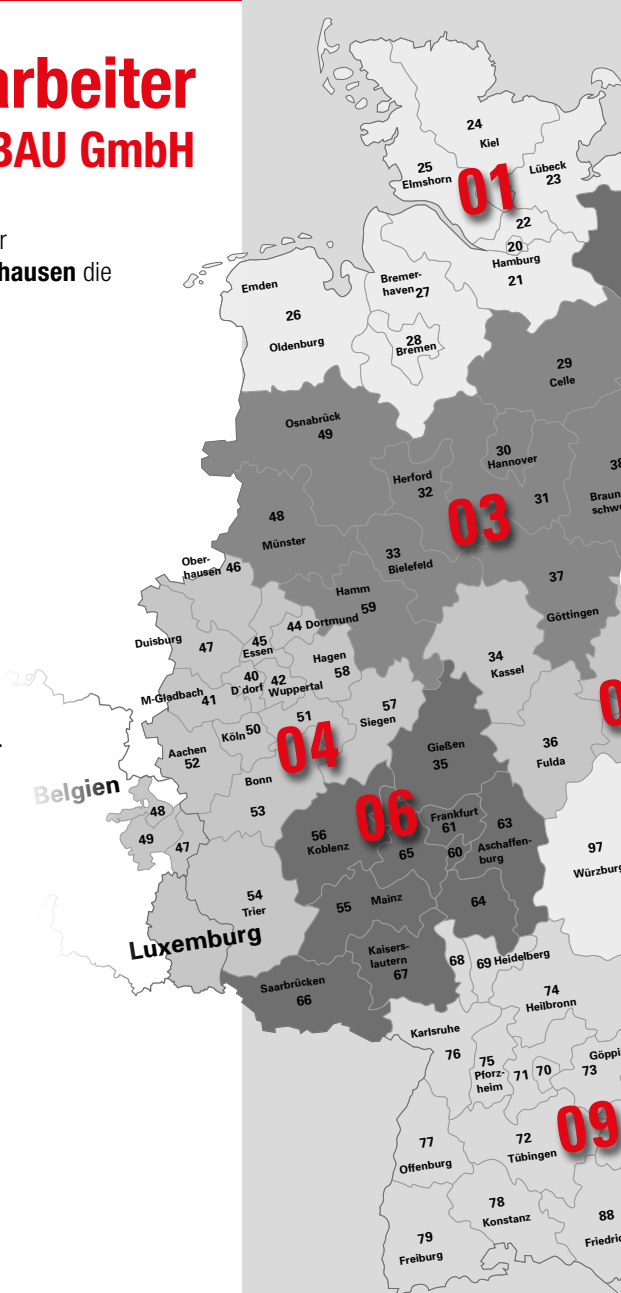 arbeiter
BAU GmbH
r
hausen die
24
Kiel
25
Elmshorn
01
Lübeck
23
22
20
Hamburg
21
Emden
26
Oldenburg
Bremer-
haven 27
28
Bremen
29
Celle
Osnabrück
49
30
Hannover
Herford
32
03
31
38
Braun
schwe
48
Münster
33
Bielefeld
37
Göttingen
Ober-
hausen 46
Hamm
59
44 Dortmund
Duisburg
47
45
Essen
Hagen
58
34
Kassel
40
D`dorf
42
Wuppertal
M-Gladbach
41
57
Siegen
51
Köln 50
04
0
Aachen
52
Gießen
35
36
Fulda
Bonn
53
Belgien
48
49
47
56
Koblenz
06
Frankfurt
61
63
Aschaffen-
burg
65
60
97
Würzburg
54
Trier
55
Mainz
64
Luxemburg
Kaisers-
lautern
67
68
69 Heidelberg
Saarbrücken
66
74
Heilbronn
Karlsruhe
76
75
Pforz-
heim
71
70
Göppi
73
09
77
Offenburg
72
Tübingen
78
Konstanz
88
Friedric
79
Freiburg